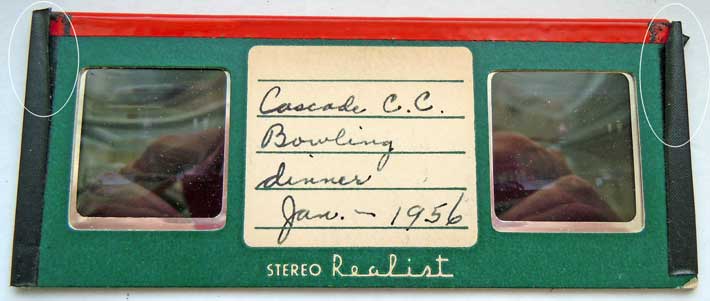 Cascade C.C.
Bowling
dinner
Jan. - 1956
STEREO Realist